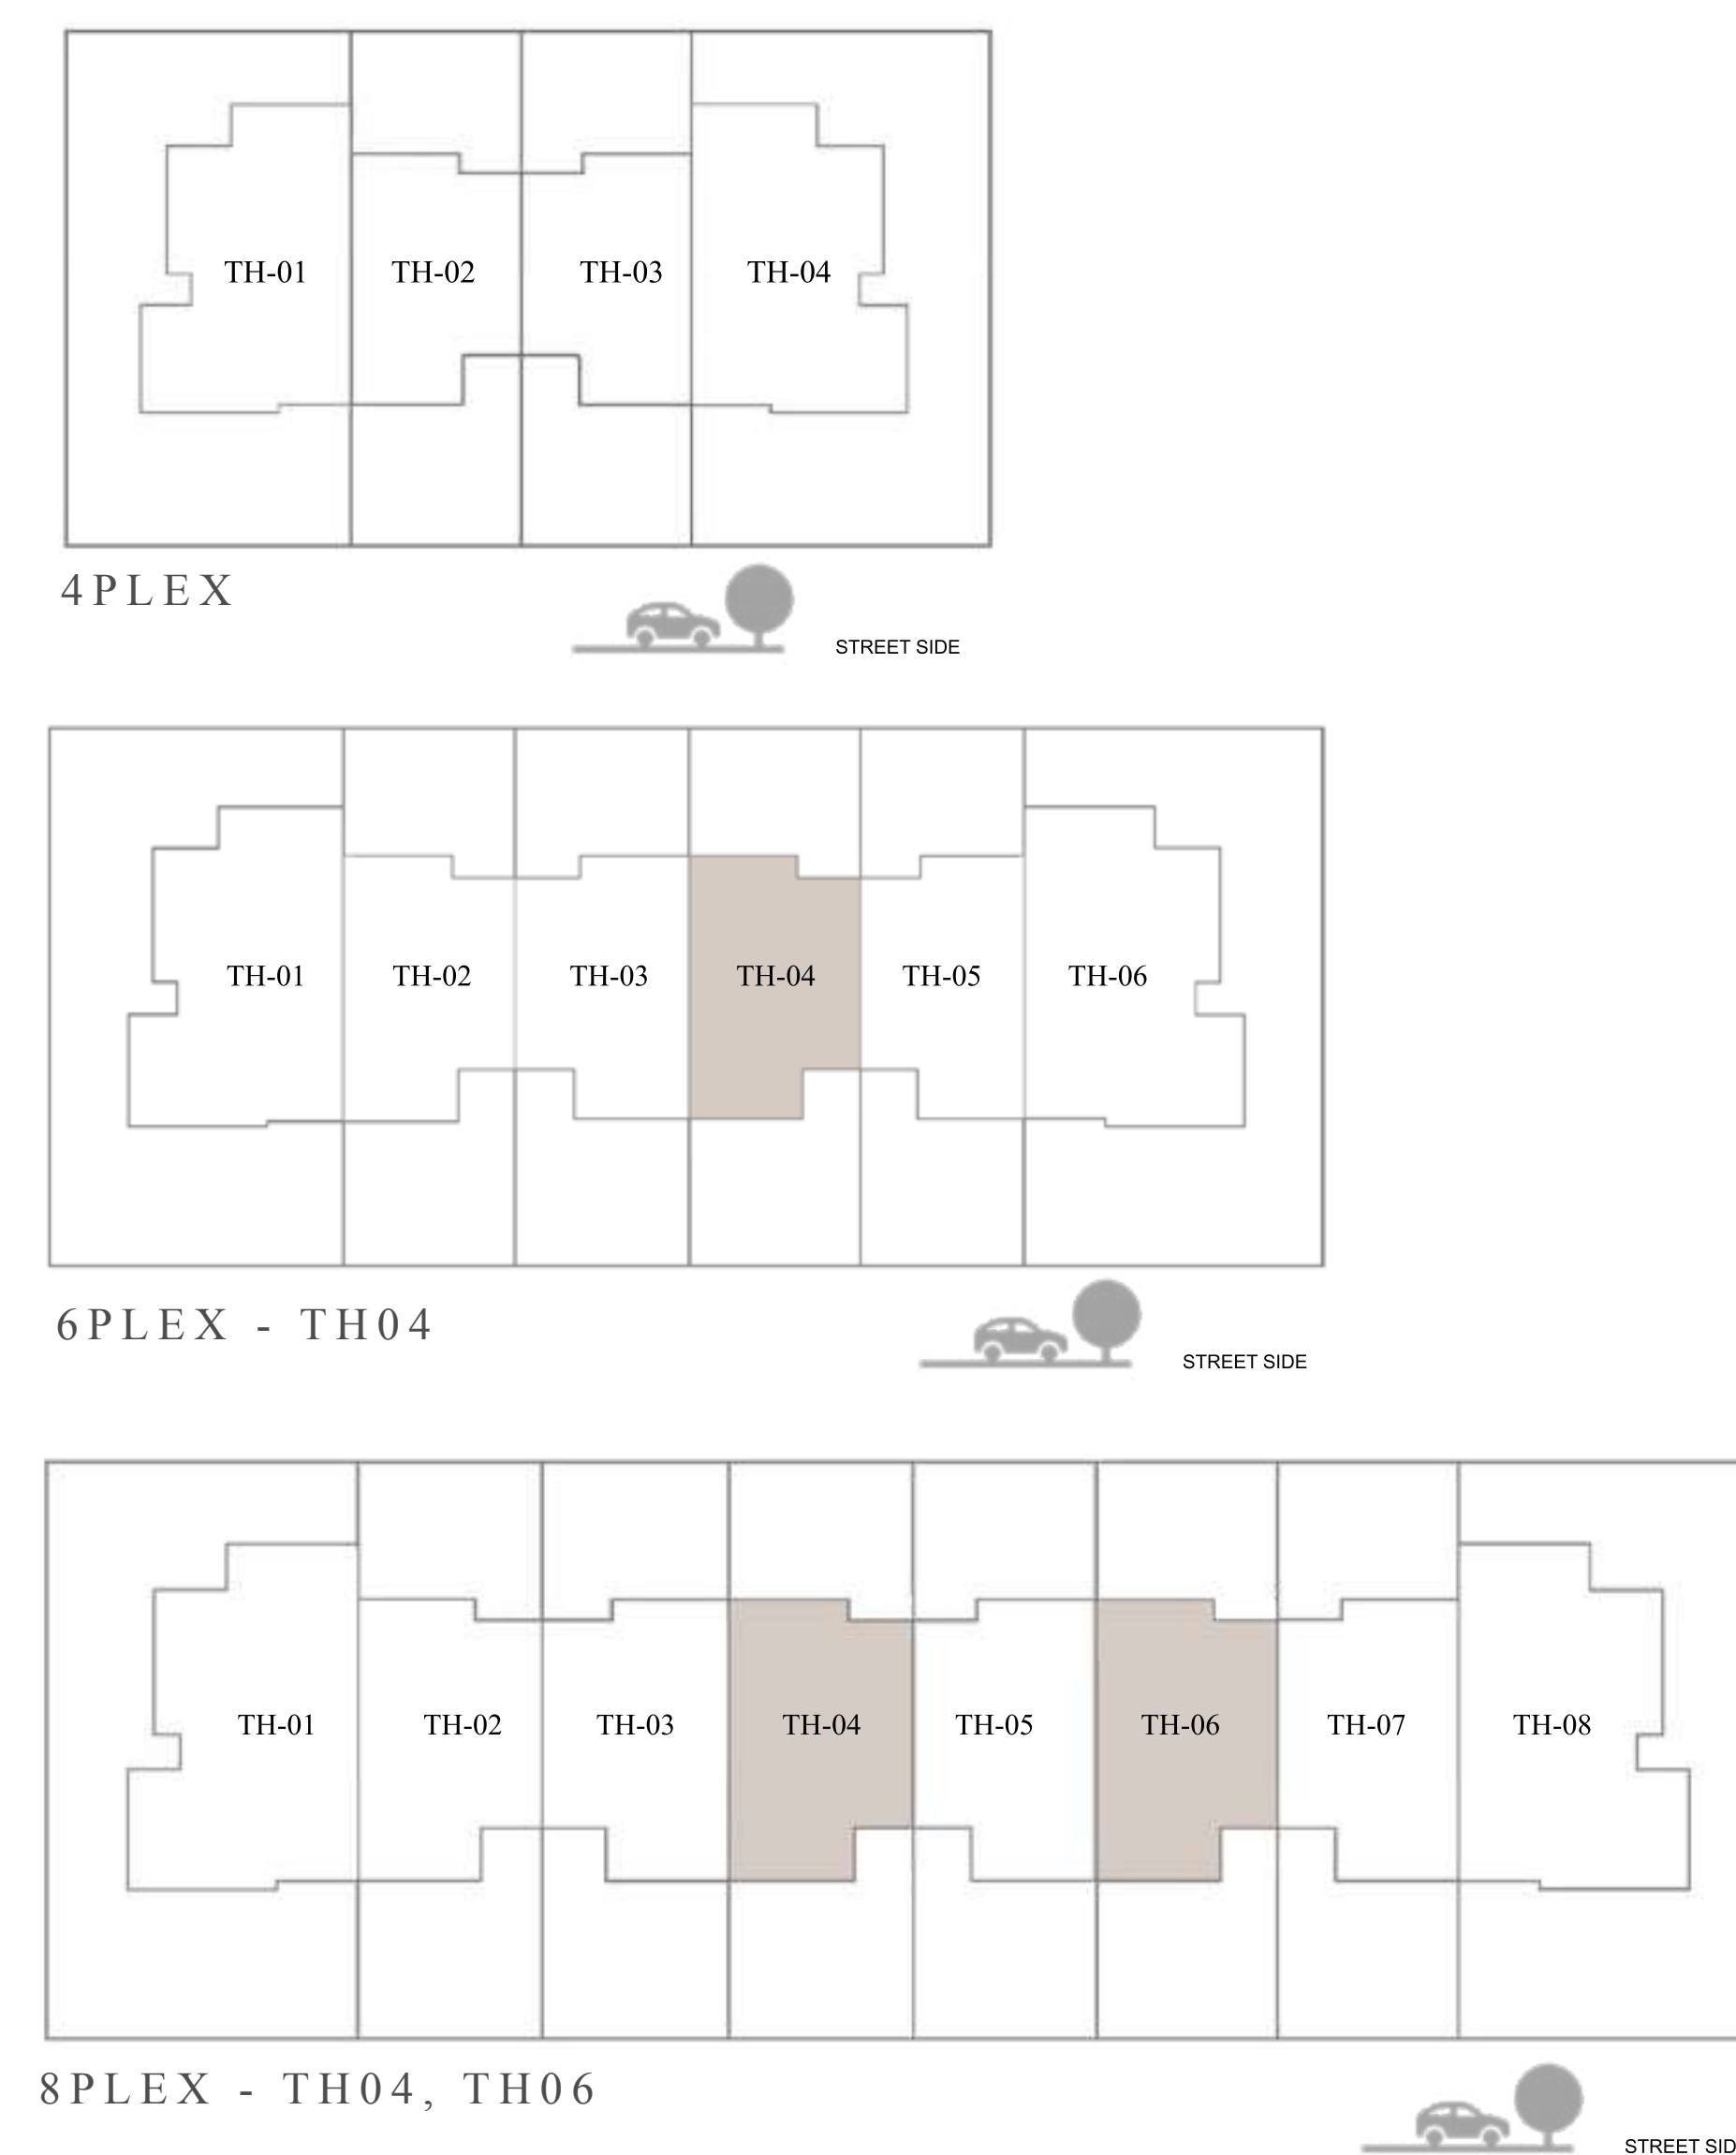 TH-01 TH-02 TH-03 TH-04
4PLEX
STREET SIDE
TH-01 TH-02 TH-03 TH-04 TH-05 TH-06
6PLEX - TH04
STREET SIDE
TH-01 TH-02 TH-03 TH-04 TH-05 TH-06 TH-07 TH-08
8PLEX - TH04, TH06
STREET SID